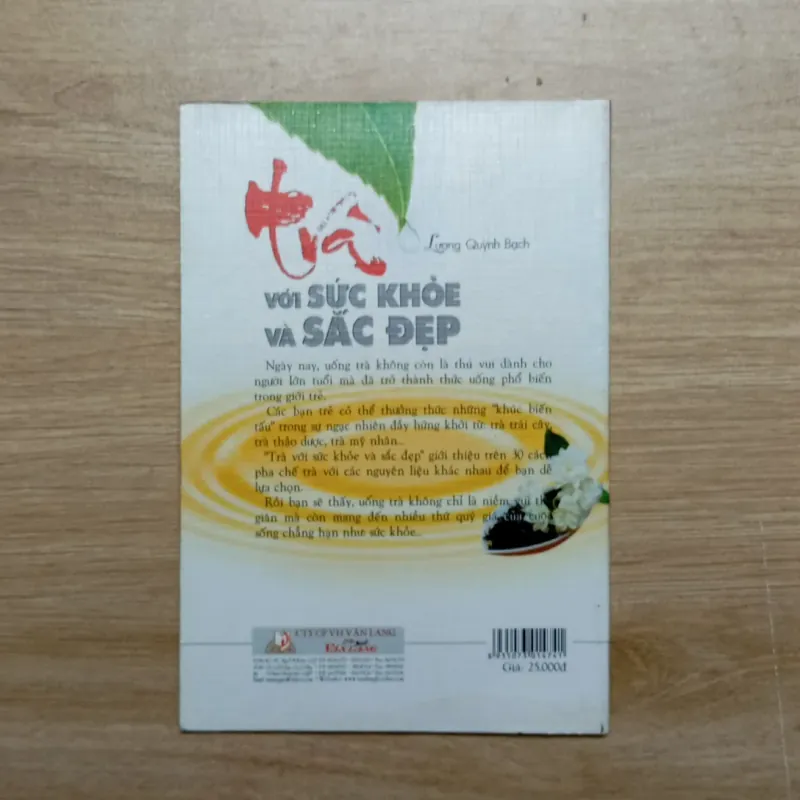 trà
Lương Quỳnh Bạch
VỚI SỨC KHỎE
VÀ SẮC ĐẸP
Ngày nay, uống trà không còn là thú vui dành cho
người lớn tuổi mà đã trở thành thức uống phổ biến
trong giới trẻ.
Các bạn trẻ có thể thưởng thức những "khúc biến
tấu" trong sự ngạc nhiên đầy hứng khởi từ: trà trái cây,
trà thảo dược, trà mỹ nhân...
"Trà với sức khỏe và sắc đẹp" giới thiệu trên 30 cách
pha chế trà với các nguyên liệu khác nhau để bạn dễ
lựa chọn.
Rồi bạn sẽ thấy, uống trà không chỉ là niềm vui
giản mà còn mang đến nhiều thứ quý giá của
sống chẳng hạn như sức khỏe...
CTY CP VH VĂN LANG
8 935073 014741
Giá: 25.000đ